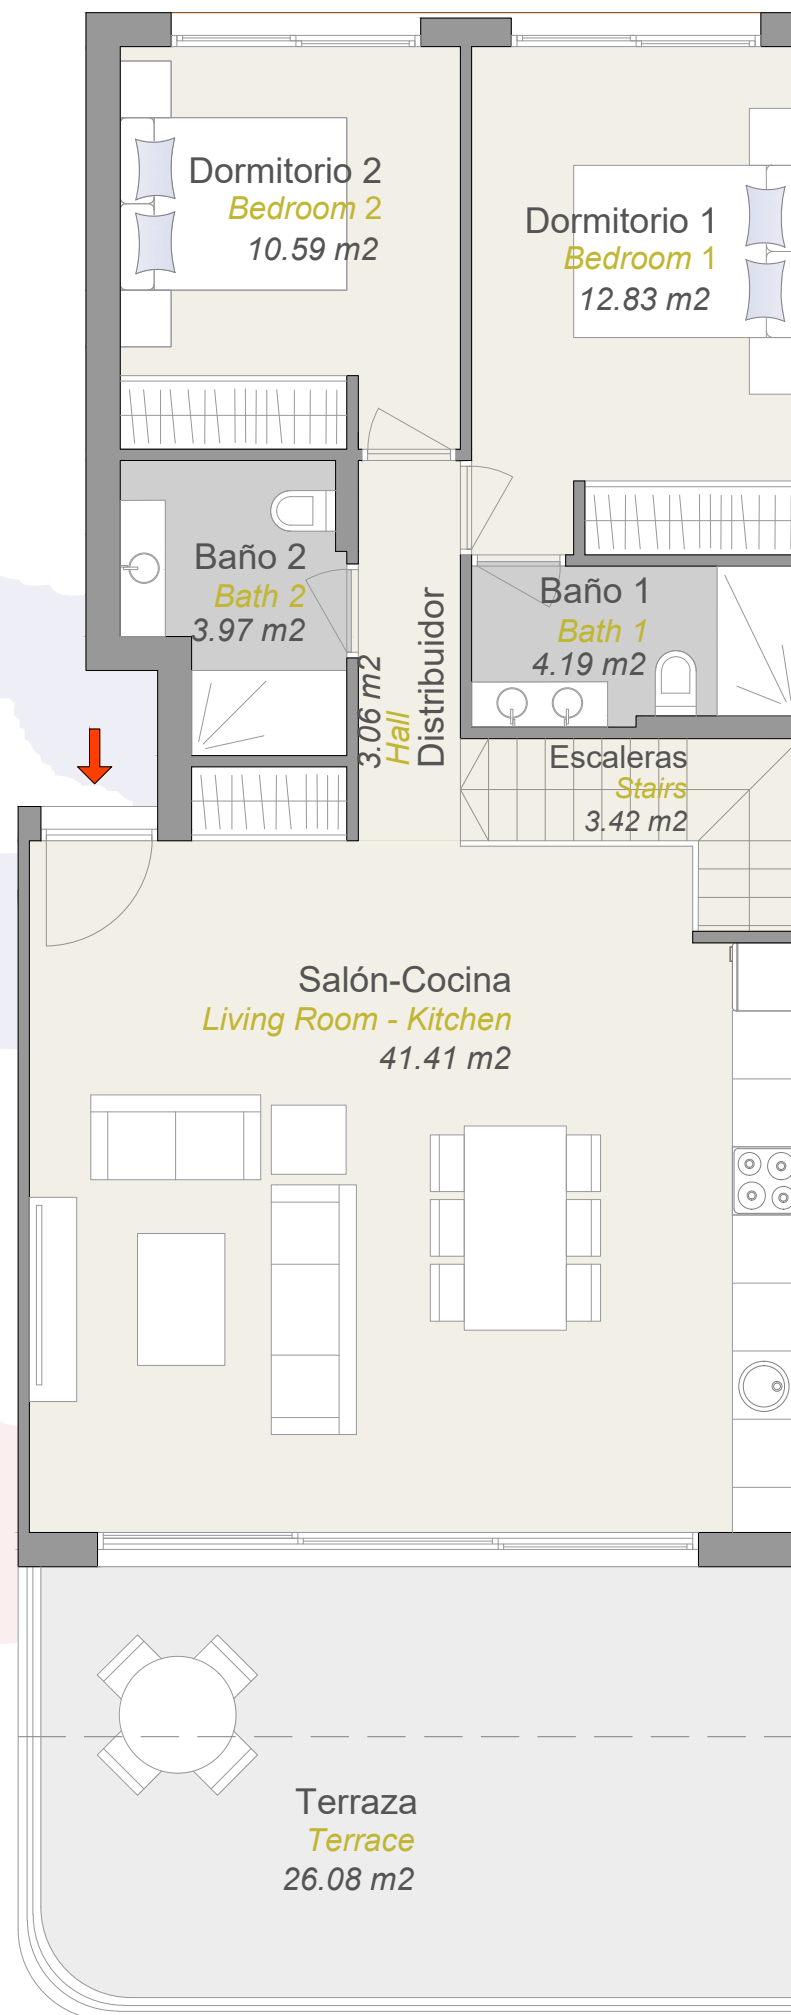 Dormitorio 2
Bedroom 2
10.59 m2
Dormitorio 1
Bedroom 1
12.83 m2
Baño 2
Bath 2
3.97 m2
Baño 1
Bath 1
4.19 m2
Distribuidor
Hall
3.06 m2
Escaleras
Stairs
3.42 m2
Salón-Cocina
Living Room - Kitchen
41.41 m2
Terraza
Terrace
26.08 m2